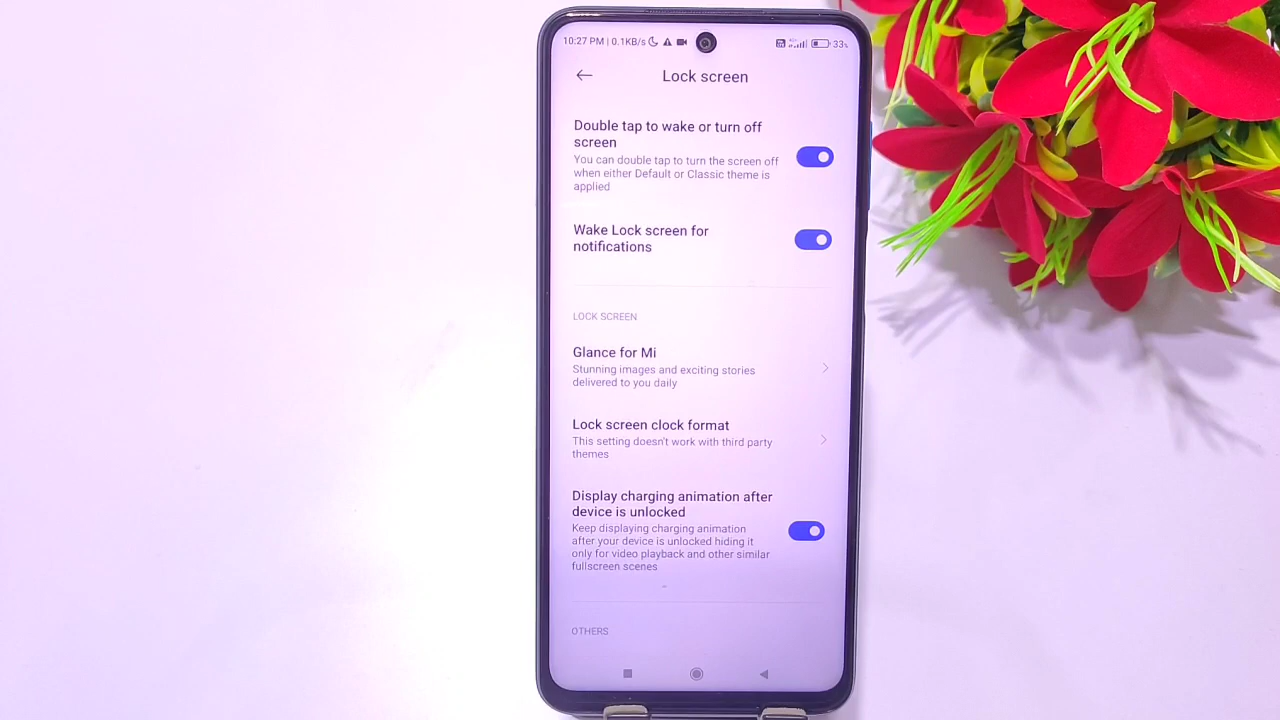 10:27 PM | 0.1KB/s 33%
Lock screen
Double tap to wake or turn off
screen
You can double tap to turn the screen off
when either Default or Classic theme is
applied
Wake Lock screen for
notifications
LOCK SCREEN
Glance for Mi
Stunning images and exciting stories
delivered to you daily
Lock screen clock format
This setting doesn't work with third party
themes
Display charging animation after
device is unlocked
Keep displaying charging animation
after your device is unlocked hiding it
only for video playback and other similar
fullscreen scenes
OTHERS